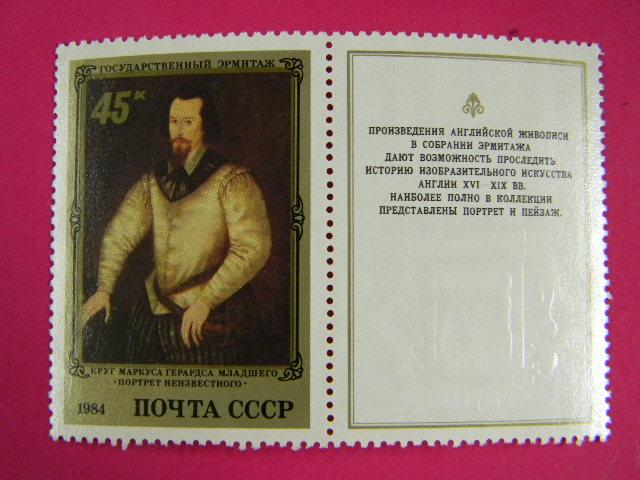 ГОСУДАРСТВЕННЫЙ ЭРМИТАЖ
45 К
КРУГ МАРКУСА ГЕРАРДСА МЛАДШЕГО
·ПОРТРЕТ НЕИЗВЕСТНОГО·
1984 ПОЧТА СССР
ПРОИЗВЕДЕНИЯ АНГЛИЙСКОЙ ЖИВОПИСИ
В СОБРАНИИ ЭРМИТАЖА
ДАЮТ ВОЗМОЖНОСТЬ ПРОСЛЕДИТЬ
ИСТОРИЮ ИЗОБРАЗИТЕЛЬНОГО ИСКУССТВА
АНГЛИИ XVI—XIX ВВ.
НАИБОЛЕЕ ПОЛНО В КОЛЛЕКЦИИ
ПРЕДСТАВЛЕНЫ ПОРТРЕТ И ПЕЙЗАЖ.